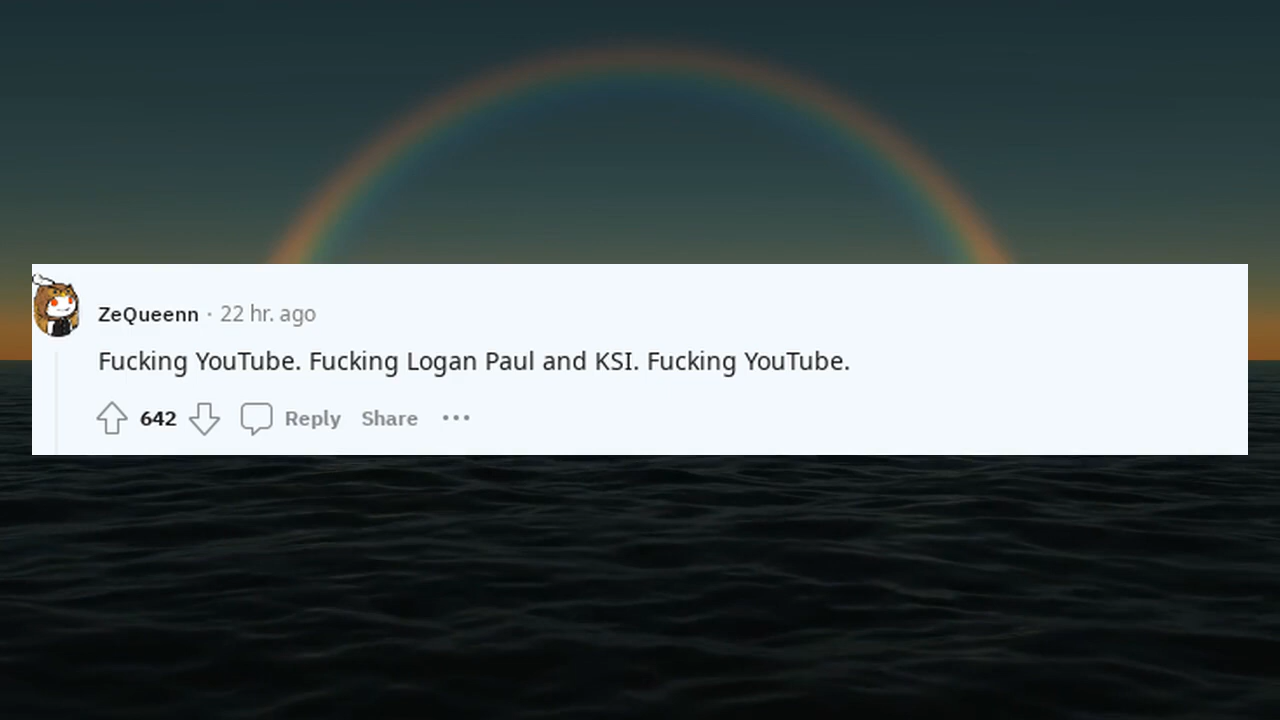 ZeQueenn · 22 hr. ago
Fucking YouTube. Fucking Logan Paul and KSI. Fucking YouTube.
642 Reply Share ···